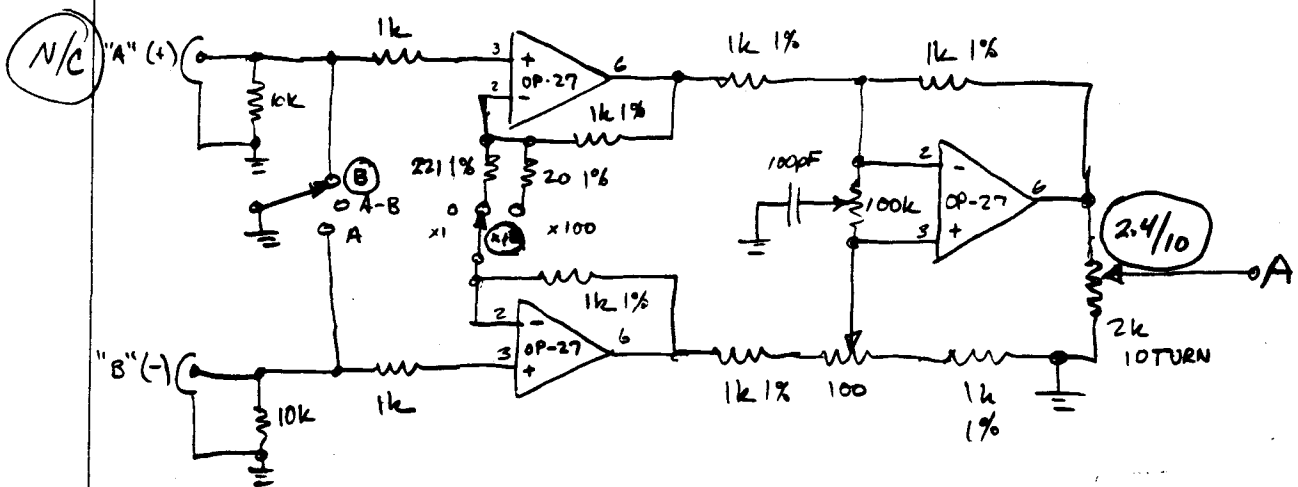 N/C "A" (+)
1k
10k
3
+
2
-
OP-27
6
1k 1%
1k 1%
1k 1%
221 1%
20 1%
B
A-B
A
x1
x100
100pF
100k
2
-
OP-27
3
+
6
2.4/10
A
2k
10TURN
1k 1%
2
-
3
+
OP-27
6
"B" (-)
10k
1k
1k 1%
100
1k
1%